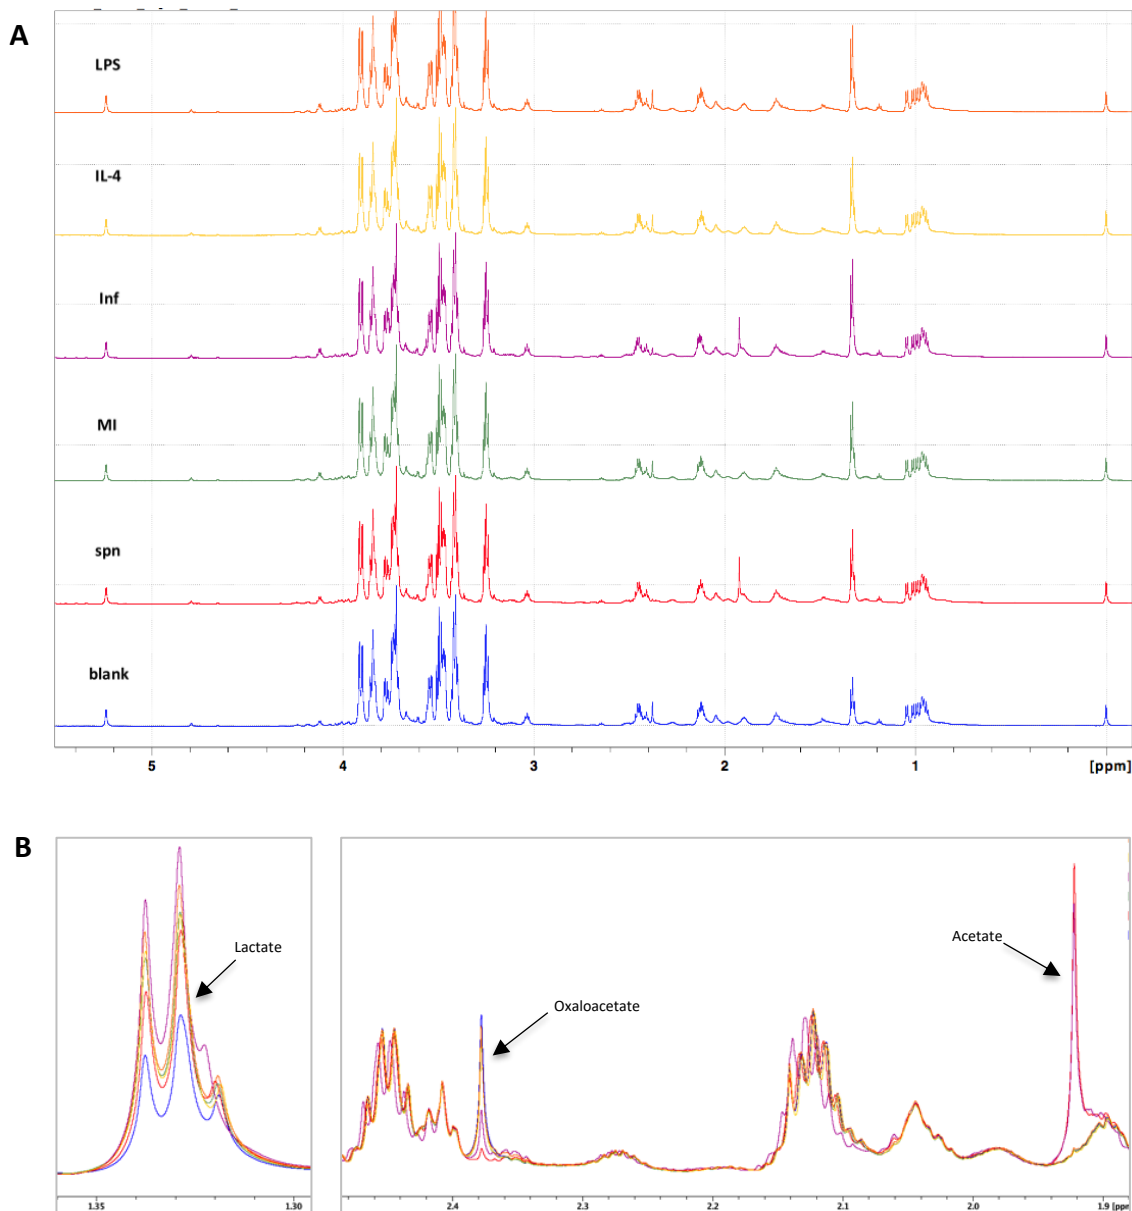 A
LPS
IL-4
Inf
MI
spn
blank
5 4 3 2 1 [ppm]
B
Lactate
Oxaloacetate
Acetate
1.35 1.30 2.4 2.3 2.2 2.1 2.0 1.9 [ppm